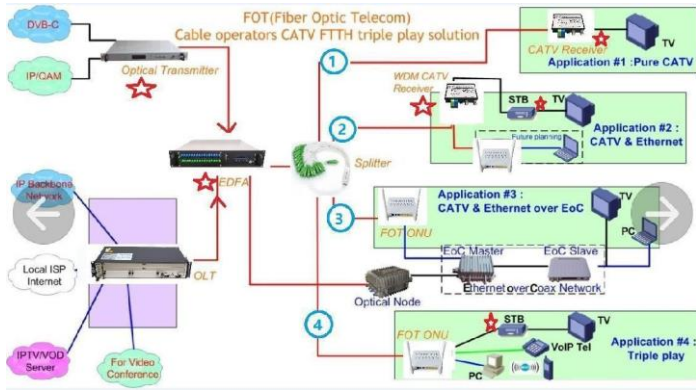 FOT(Fiber Optic Telecom)
Cable operators CATV FTTH triple play solution
DVB-C
IP/QAM
Optical Transmitter
1
CATV Receiver
TV
Application #1 :Pure CATV
WDM CATV
Receiver
STB
TV
2
Future planning
Application #2 :
CATV & Ethernet
Splitter
EDFA
IP Backbone
Network
Local ISP
Internet
OLT
IPTV/VOD
Server
For Video
Conference
3
Application #3 :
CATV & Ethernet over EoC
TV
PC
FOT ONU
EoC Master
EoC Slave
Ethernet over Coax Network
Optical Node
4
FOT ONU
STB
TV
VoIP Tel
PC
Application #4 :
Triple play